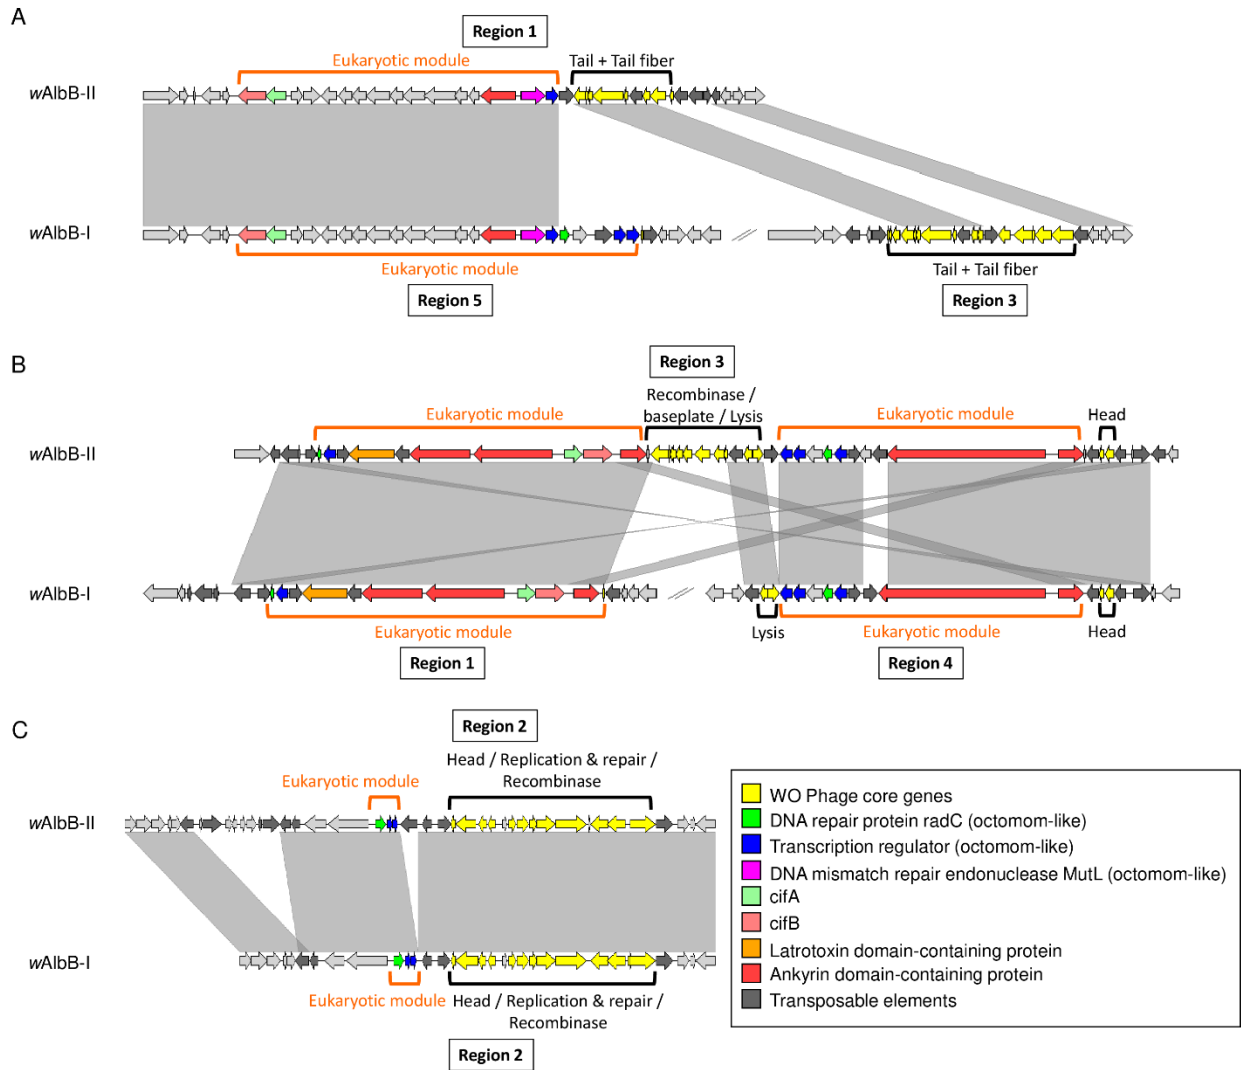 A
Region 1
Eukaryotic module
Tail + Tail fiber
wAlbB-II
wAlbB-I
Eukaryotic module
Tail + Tail fiber
Region 5
Region 3
B
Region 3
Recombinase /
baseplate / Lysis
Eukaryotic module
Eukaryotic module
Head
wAlbB-II
wAlbB-I
Eukaryotic module
Lysis
Eukaryotic module
Head
Region 1
Region 4
C
Region 2
Head / Replication & repair /
Recombinase
Eukaryotic module
wAlbB-II
wAlbB-I
Eukaryotic module
Head / Replication & repair /
Recombinase
Region 2
WO Phage core genes
DNA repair protein radC (octomom-like)
Transcription regulator (octomom-like)
DNA mismatch repair endonuclease MutL (octomom-like)
cifA
cifB
Latrotoxin domain-containing protein
Ankyrin domain-containing protein
Transposable elements